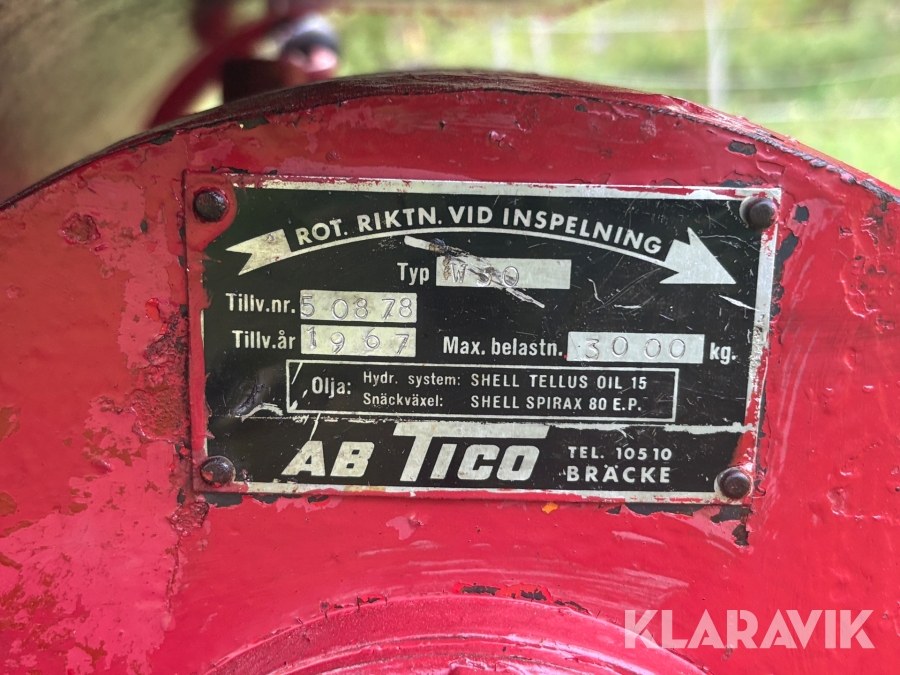 ROT. RIKTN. VID INSPELNING
Typ W30
Tillv.nr. 50878
Tillv.år 1967 Max. belastn. 3000 kg.
Olja: Hydr. system: SHELL TELLUS OIL 15
Snäckväxel: SHELL SPIRAX 80 E.P.
AB TICO TEL. 10510
BRÄCKE
KLARAVIK